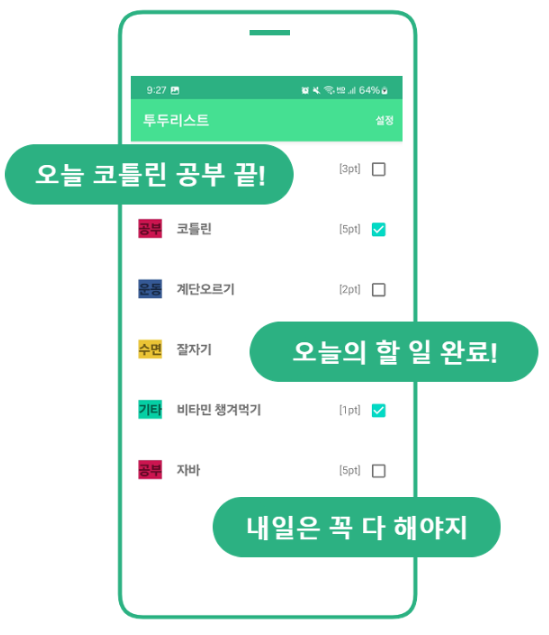 9:27 64%
투두리스트 설정
오늘 코틀린 공부 끝!
[3pt]
공부 코틀린 [5pt]
운동 계단오르기 [2pt]
수면 잘자기
오늘의 할 일 완료!
기타 비타민 챙겨먹기 [1pt]
공부 자바 [5pt]
내일은 꼭 다 해야지